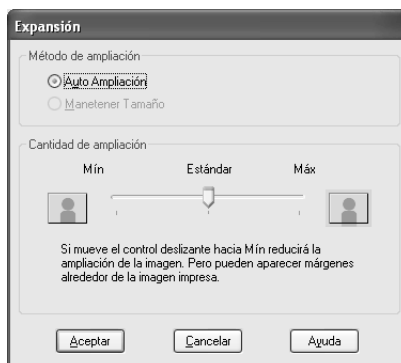 Expansión
Método de ampliación
Auto Ampliación
Manetener Tamaño
Cantidad de ampliación
Mín Estándar Máx
Si mueve el control deslizante hacia Mín reducirá la
ampliación de la imagen. Pero pueden aparecer márgenes
alrededor de la imagen impresa.
Aceptar Cancelar Ayuda